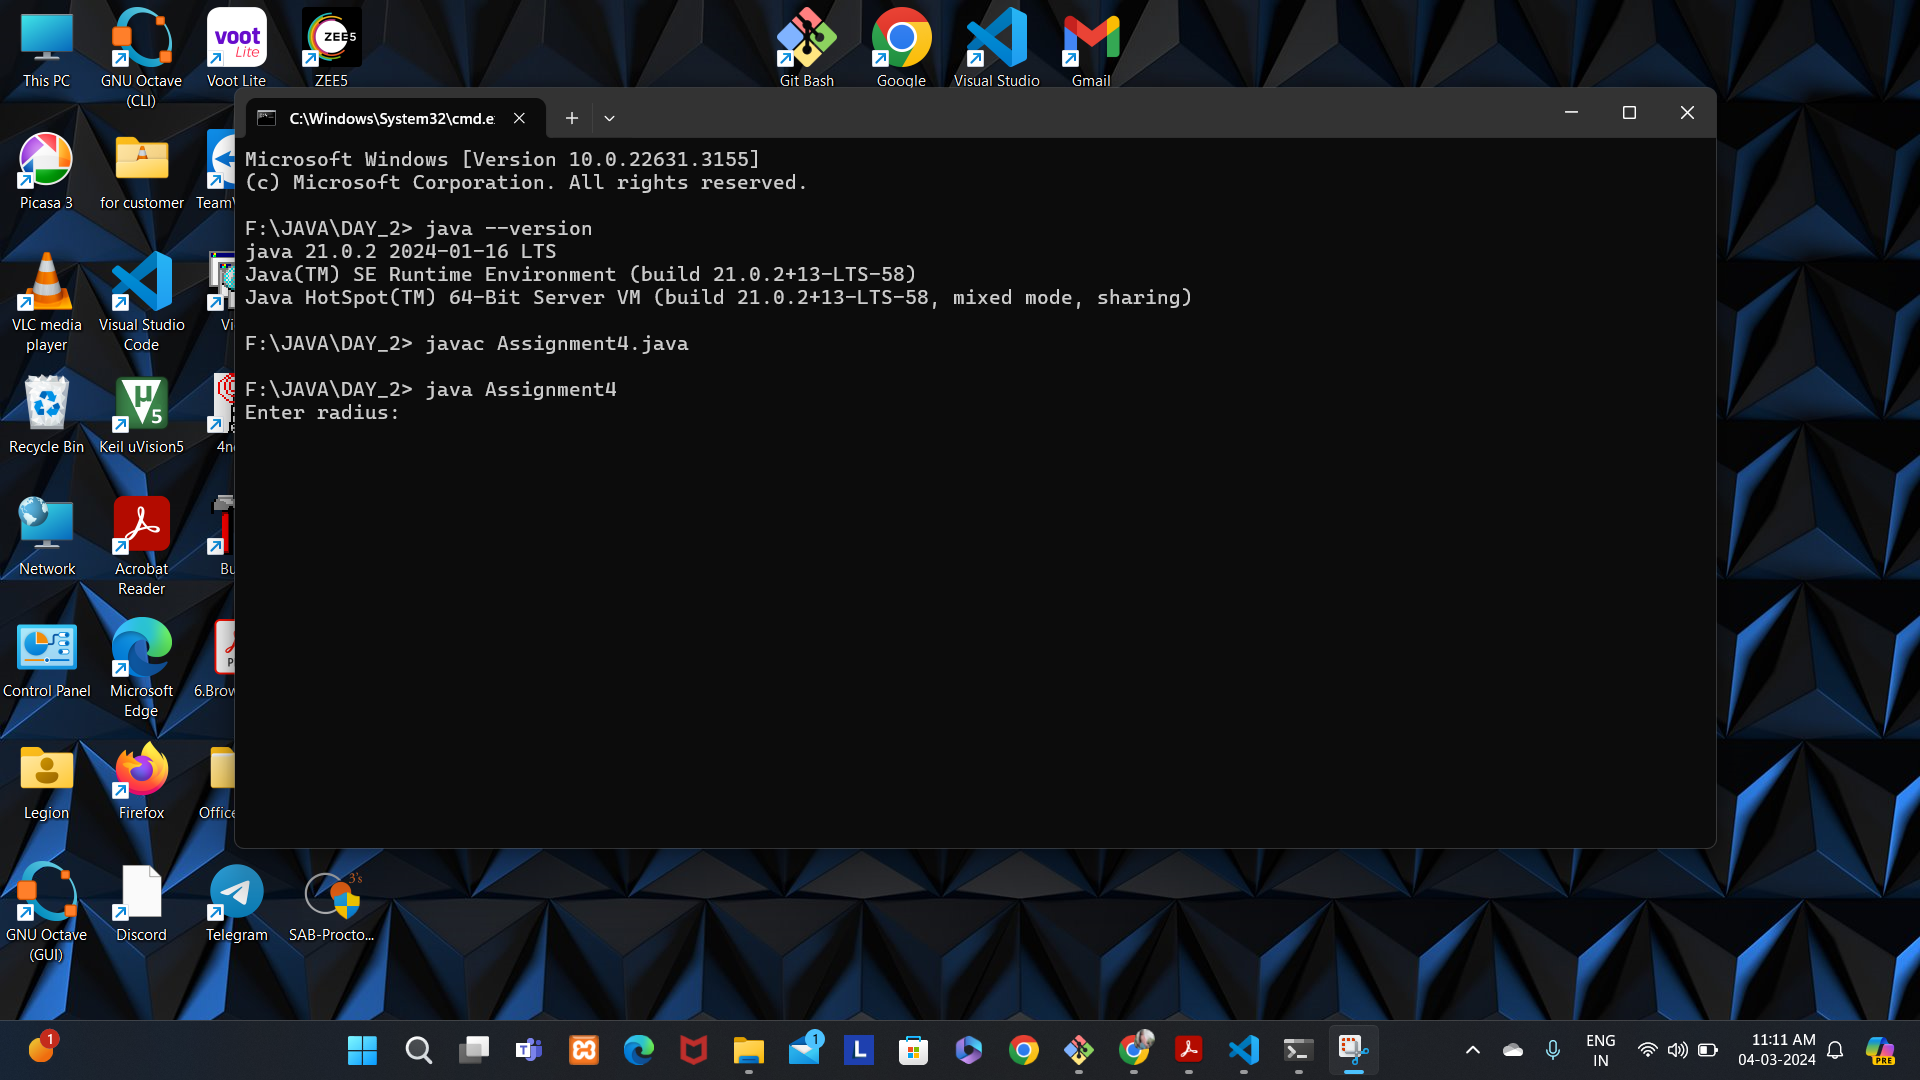 This PC
GNU Octave
(CLI)
voot
Lite
Voot Lite
ZEE5
ZEE5
Git Bash
Google
Visual Studio
Gmail
C:\Windows\System32\cmd.e
Microsoft Windows [Version 10.0.22631.3155]
(c) Microsoft Corporation. All rights reserved.
F:\JAVA\DAY_2> java --version
java 21.0.2 2024-01-16 LTS
Java(TM) SE Runtime Environment (build 21.0.2+13-LTS-58)
Java HotSpot(TM) 64-Bit Server VM (build 21.0.2+13-LTS-58, mixed mode, sharing)
F:\JAVA\DAY_2> javac Assignment4.java
F:\JAVA\DAY_2> java Assignment4
Enter radius:
Picasa 3
for customer
VLC media
player
Visual Studio
Code
Recycle Bin
Keil uVision5
Network
Acrobat
Reader
Control Panel
Microsoft
Edge
Legion
Firefox
Office
GNU Octave
(GUI)
Discord
Telegram
3's
SAB-Procto...
1
1
L
ENG
IN
11:11 AM
04-03-2024
PRE